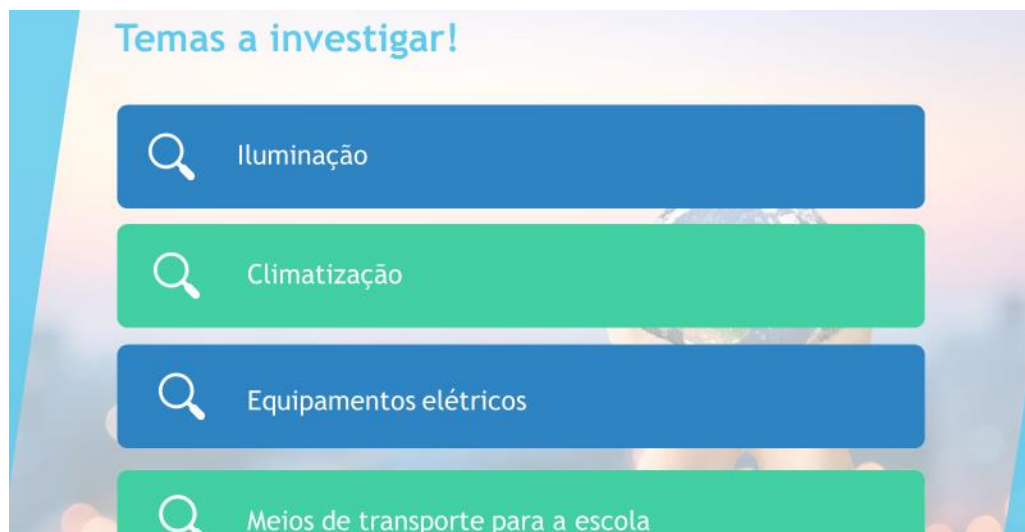 Temas a investigar!
Iluminação
Climatização
Equipamentos elétricos
Meios de transporte para a escola